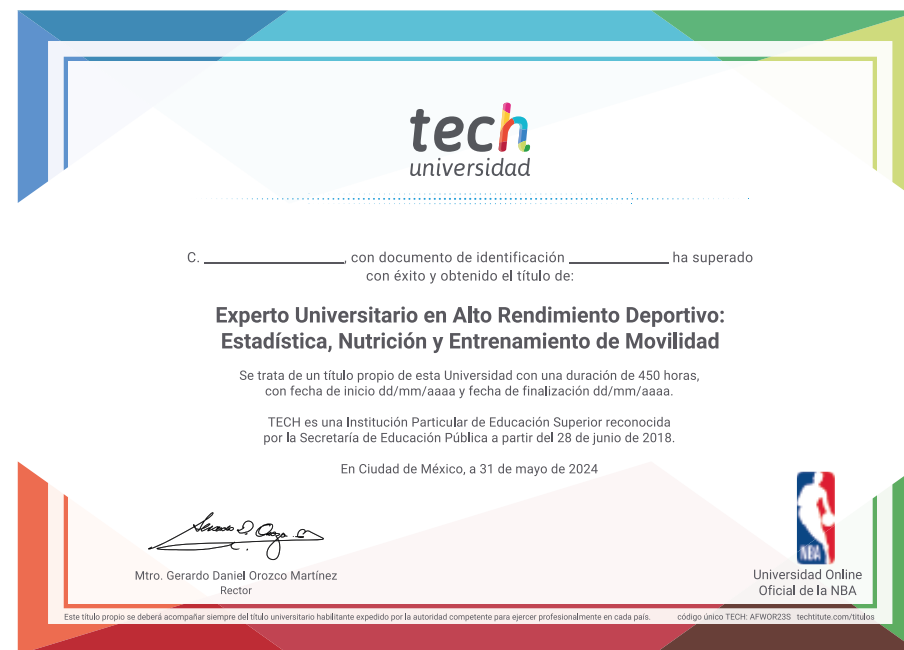 tech
universidad
C. ____________, con documento de identificación ____________ ha superado
con éxito y obtenido el título de:
Experto Universitario en Alto Rendimiento Deportivo:
Estadística, Nutrición y Entrenamiento de Movilidad
Se trata de un título propio de esta Universidad con una duración de 450 horas,
con fecha de inicio dd/mm/aaaa y fecha de finalización dd/mm/aaaa.
TECH es una Institución Particular de Educación Superior reconocida
por la Secretaría de Educación Pública a partir del 28 de junio de 2018.
En Ciudad de México, a 31 de mayo de 2024
Mtro. Gerardo Daniel Orozco Martínez
Rector
NBA
Universidad Online
Oficial de la NBA
Este título propio se deberá acompañar siempre del título universitario habilitante expedido por la autoridad competente para ejercer profesionalmente en cada país. código único TECH: AFWOR23S techtitute.com/titulos